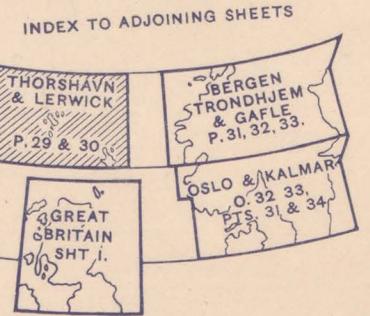 INDEX TO ADJOINING SHEETS
THORSHAVN
& LERWICK
P. 29 & 30
BERGEN
TRONDHJEM
& GAFLE
P. 31, 32, 33.
GREAT
BRITAIN
SHT I.
OSLO & KALMAR
O. 32 33,
PTS. 31 & 34